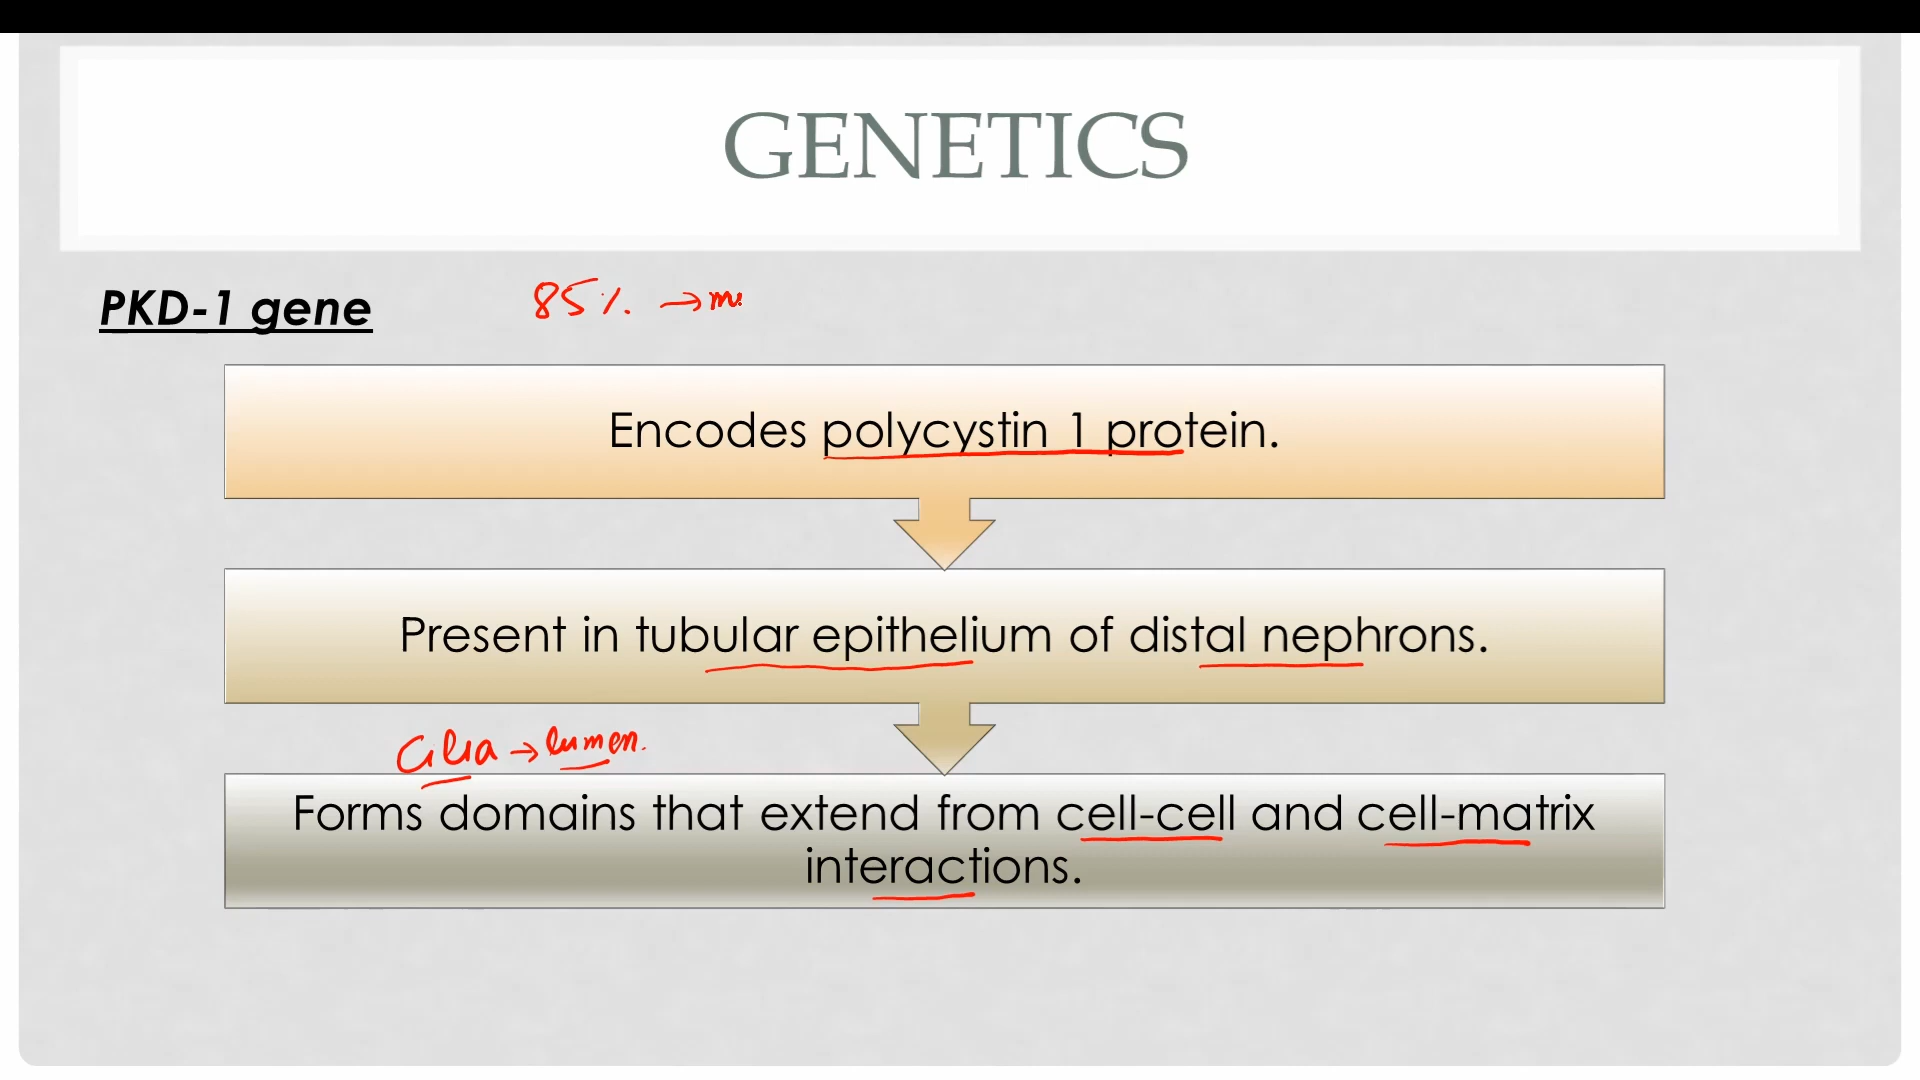 GENETICS
PKD-1 gene
85% →
Encodes polycystin 1 protein.
Present in tubular epithelium of distal nephrons.
Cilia → lumen.
Forms domains that extend from cell-cell and cell-matrix
interactions.